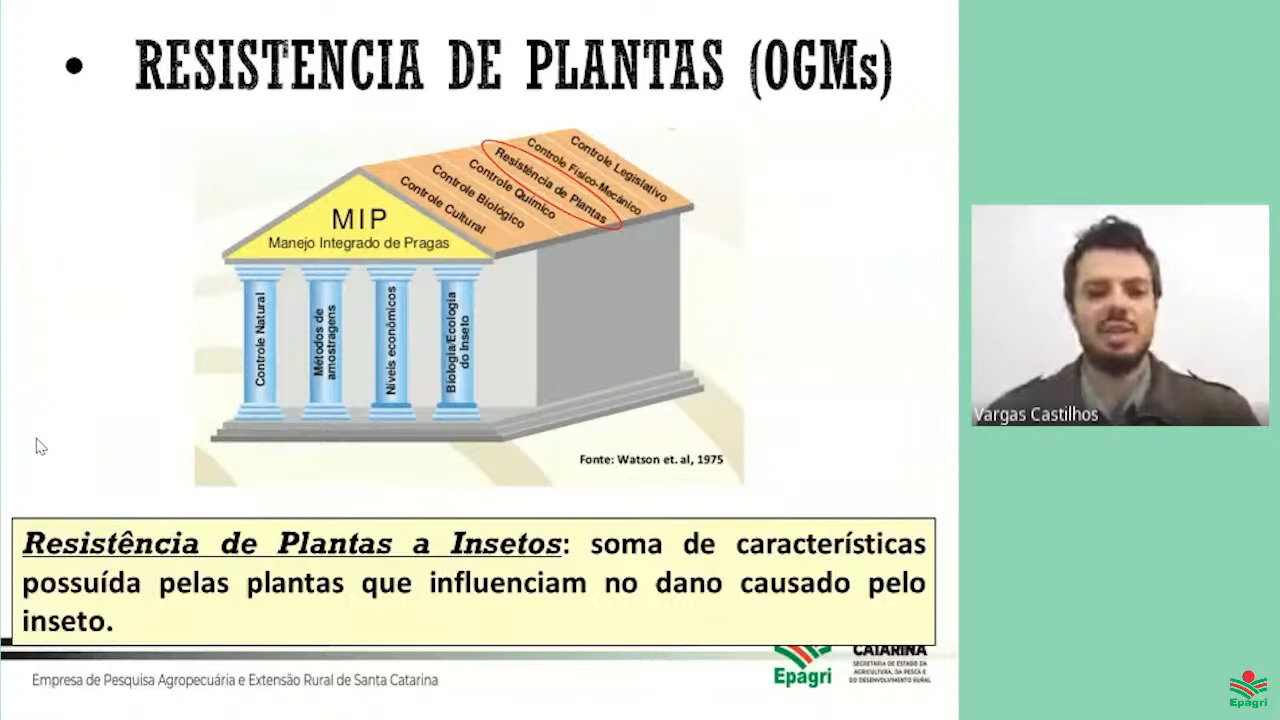 • RESISTENCIA DE PLANTAS (OGMs)
Controle Legislativo
Controle Físico-Mecânico
Resistência de Plantas
Controle Químico
Controle Biológico
Controle Cultural
MIP
Manejo Integrado de Pragas
Controle Natural
Métodos de
amostragens
Níveis econômicos
Biologia/Ecologia
do Inseto
Fonte: Watson et. al, 1975
Vargas Castilhos
Resistência de Plantas a Insetos: soma de características
possuída pelas plantas que influenciam no dano causado pelo
inseto.
Empresa de Pesquisa Agropecuária e Extensão Rural de Santa Catarina
Epagri
CATARINA
SECRETARIA DE ESTADO DA
AGRICULTURA, DA PESCA E
DO DESENVOLVIMENTO RURAL
Epagri